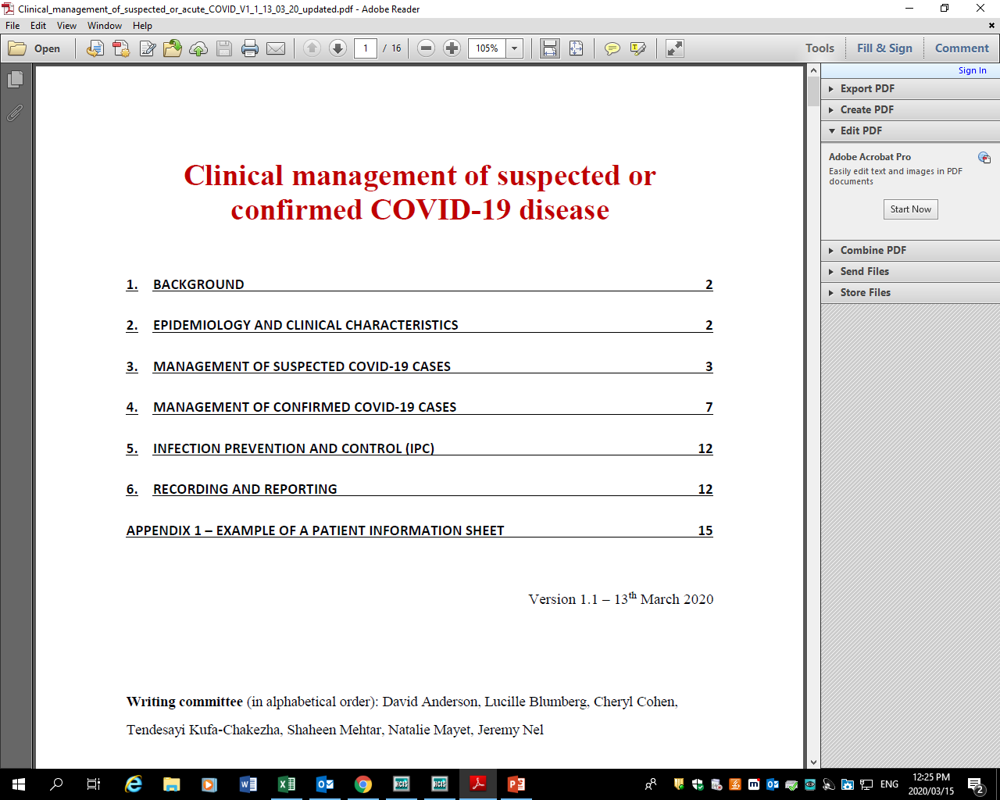 Clinical_management_of_suspected_or_acute_COVID_V1_1_13_03_20_updated.pdf - Adobe Reader
File Edit View Window Help
Open 1 / 16 105% Tools Fill & Sign Comment
Sign In
Export PDF
Create PDF
Edit PDF
Adobe Acrobat Pro
Easily edit text and images in PDF
documents
Start Now
Combine PDF
Send Files
Store Files
Clinical management of suspected or
confirmed COVID-19 disease
1. BACKGROUND 2
2. EPIDEMIOLOGY AND CLINICAL CHARACTERISTICS 2
3. MANAGEMENT OF SUSPECTED COVID-19 CASES 3
4. MANAGEMENT OF CONFIRMED COVID-19 CASES 7
5. INFECTION PREVENTION AND CONTROL (IPC) 12
6. RECORDING AND REPORTING 12
APPENDIX 1 – EXAMPLE OF A PATIENT INFORMATION SHEET 15
Version 1.1 – 13th March 2020
Writing committee (in alphabetical order): David Anderson, Lucille Blumberg, Cheryl Cohen,
Tendesayi Kufa-Chakezha, Shaheen Mehtar, Natalie Mayet, Jeremy Nel
HCIS HCIS ENG 12:25 PM
2020/03/15 2